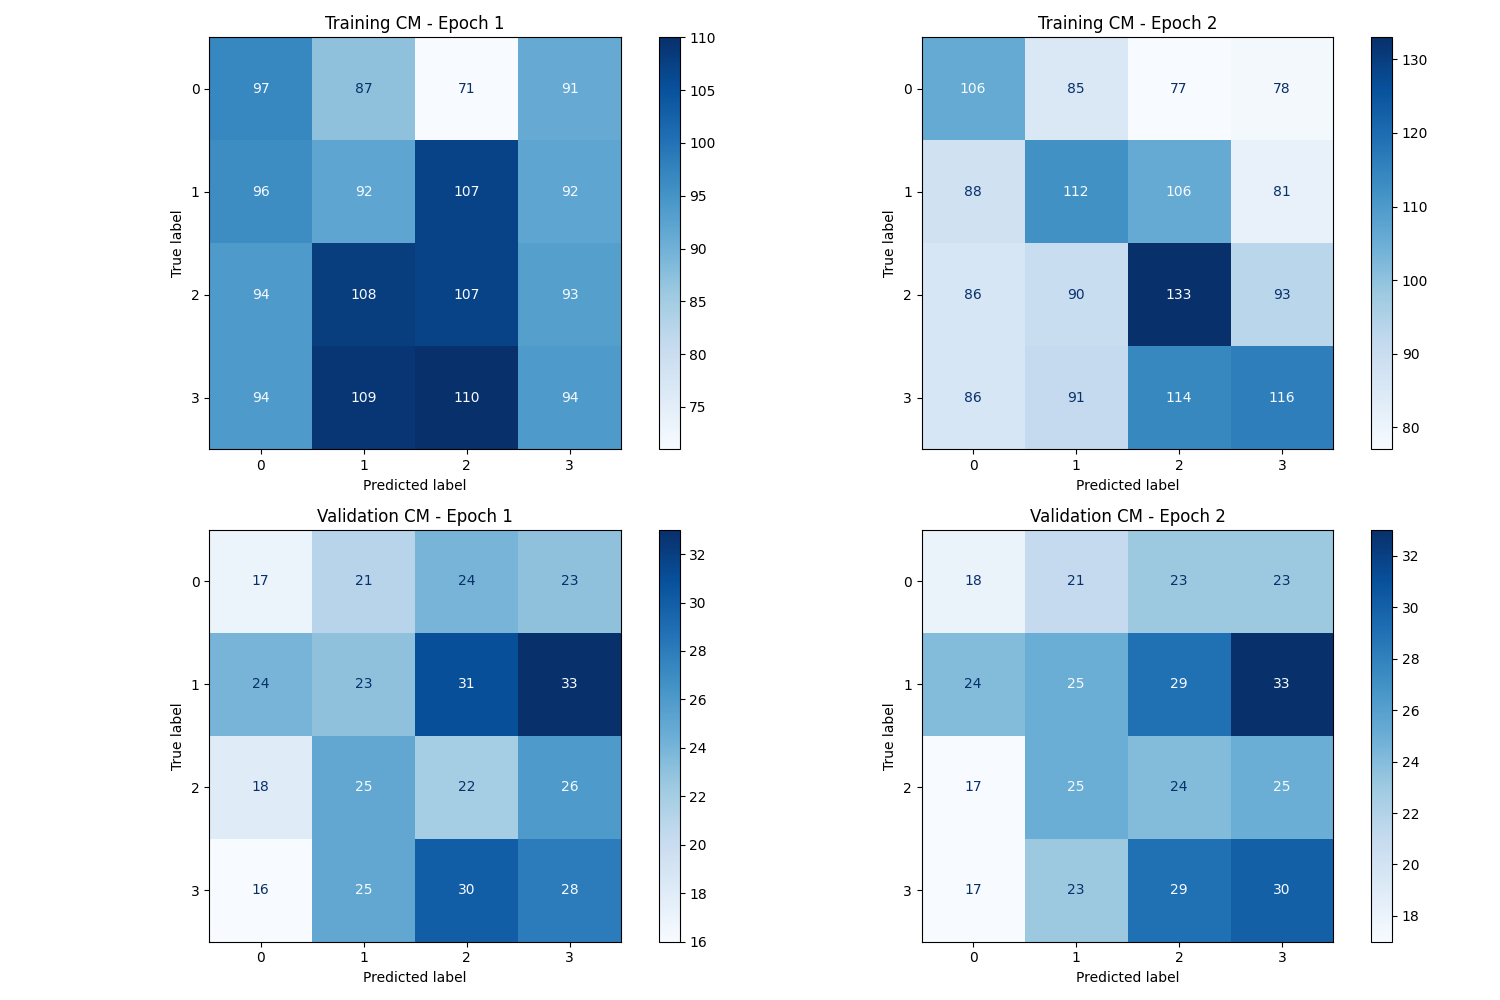 Training CM - Epoch 1
0 97 87 71 91
1 96 92 107 92
2 94 108 107 93
3 94 109 110 94
0 1 2 3
Predicted label
True label
110
105
100
95
90
85
80
75
Training CM - Epoch 2
0 106 85 77 78
1 88 112 106 81
2 86 90 133 93
3 86 91 114 116
0 1 2 3
Predicted label
True label
130
120
110
100
90
80
Validation CM - Epoch 1
0 17 21 24 23
1 24 23 31 33
2 18 25 22 26
3 16 25 30 28
0 1 2 3
Predicted label
True label
32
30
28
26
24
22
20
18
16
Validation CM - Epoch 2
0 18 21 23 23
1 24 25 29 33
2 17 25 24 25
3 17 23 29 30
0 1 2 3
Predicted label
True label
32
30
28
26
24
22
20
18